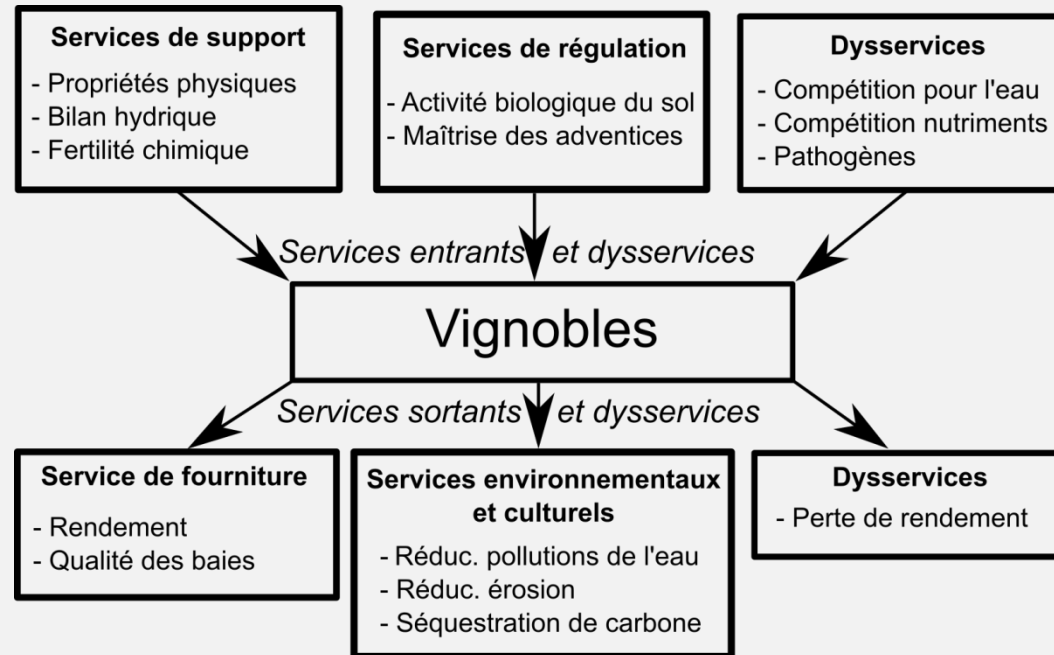 Services de support
- Propriétés physiques
- Bilan hydrique
- Fertilité chimique
Services de régulation
- Activité biologique du sol
- Maîtrise des adventices
Dysservices
- Compétition pour l'eau
- Compétition nutriments
- Pathogènes
Services entrants et dysservices
Vignobles
Services sortants et dysservices
Service de fourniture
- Rendement
- Qualité des baies
Services environnementaux
et culturels
- Réduc. pollutions de l'eau
- Réduc. érosion
- Séquestration de carbone
Dysservices
- Perte de rendement